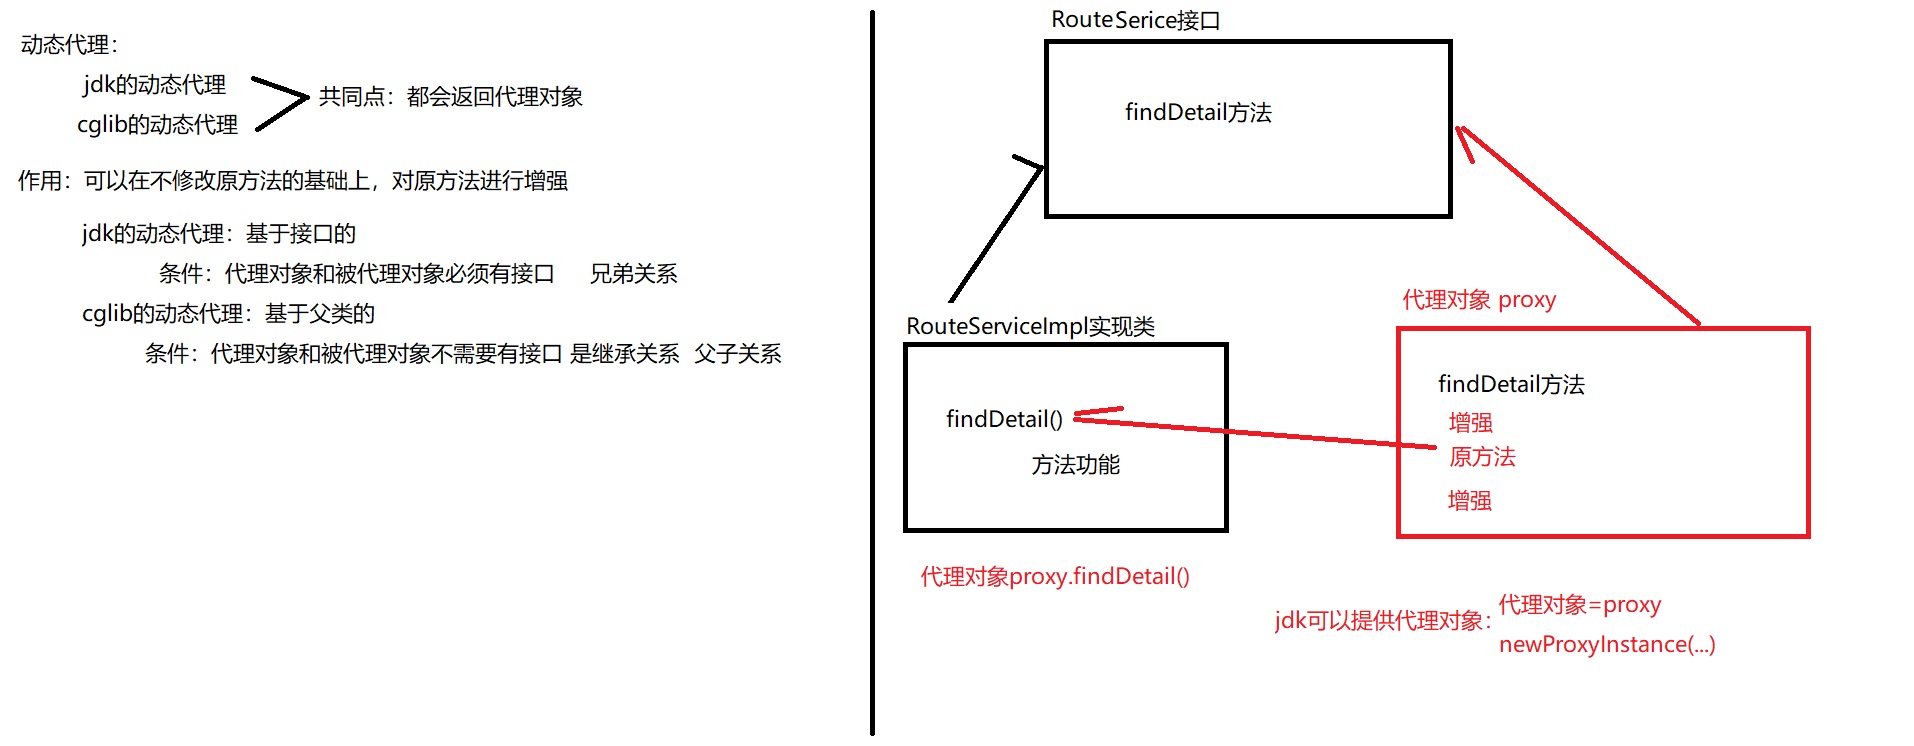 动态代理：
jdk的动态代理
cglib的动态代理
共同点：都会返回代理对象
作用：可以在不修改原方法的基础上，对原方法进行增强
jdk的动态代理：基于接口的
条件：代理对象和被代理对象必须有接口 兄弟关系
cglib的动态代理：基于父类的
条件：代理对象和被代理对象不需要有接口 是继承关系 父子关系
RouteSerice接口
findDetail方法
RouteServiceImpl实现类
findDetail()
方法功能
代理对象 proxy
findDetail方法
增强
原方法
增强
代理对象proxy.findDetail()
jdk可以提供代理对象：
代理对象=proxy
newProxyInstance(...)